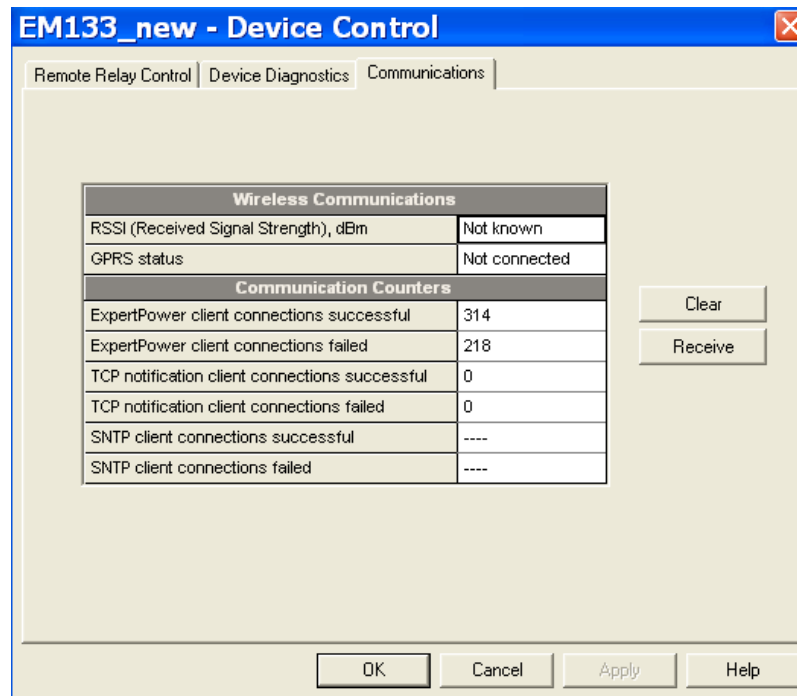 EM133_new - Device Control
Remote Relay Control Device Diagnostics Communications
Wireless Communications
RSSI (Received Signal Strength), dBm Not known
GPRS status Not connected
Communication Counters
ExpertPower client connections successful 314
ExpertPower client connections failed 218
TCP notification client connections successful 0
TCP notification client connections failed 0
SNTP client connections successful ----
SNTP client connections failed ----
Clear
Receive
OK Cancel Apply Help